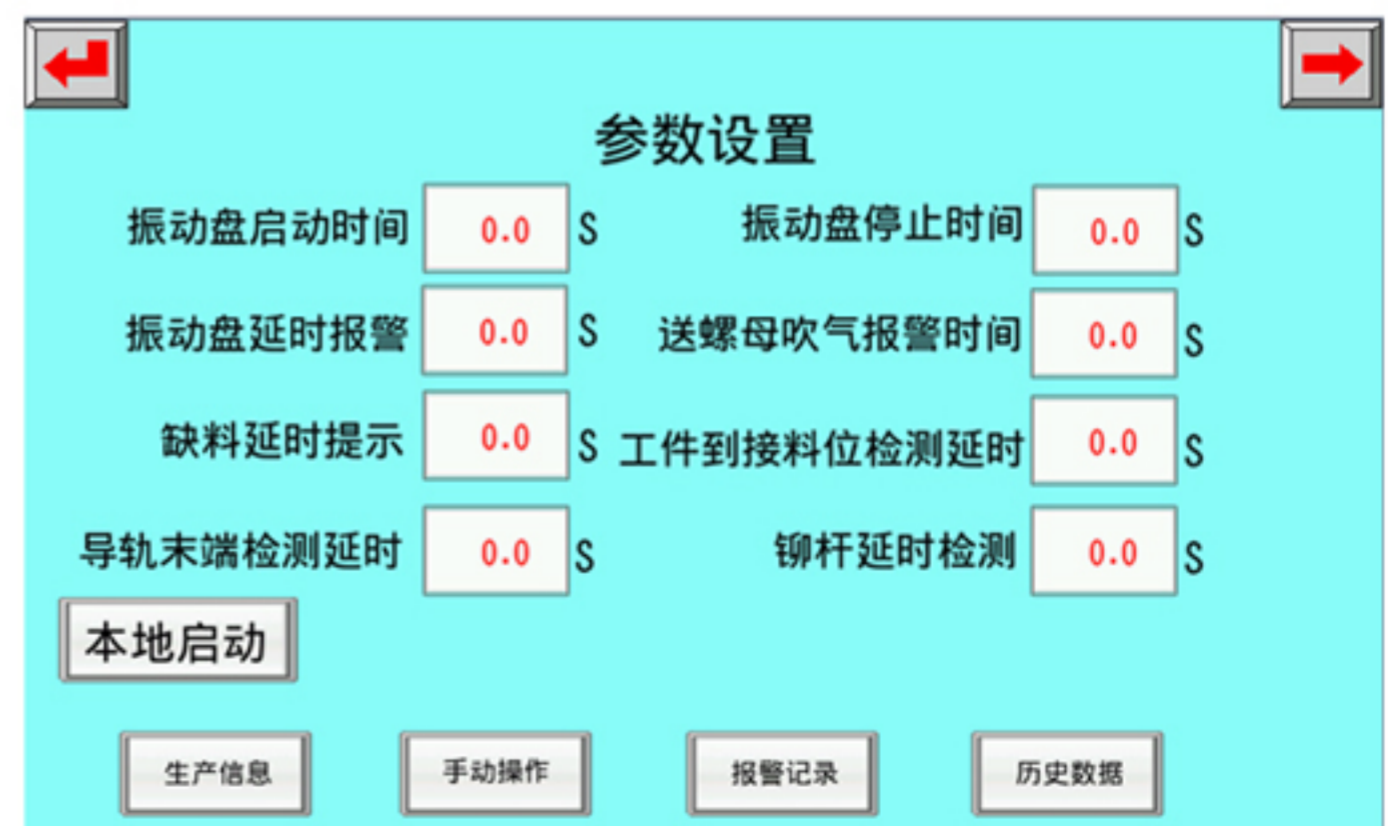 参数设置
振动盘启动时间 0.0 S 振动盘停止时间 0.0 S
振动盘延时报警 0.0 S 送螺母吹气报警时间 0.0 S
缺料延时提示 0.0 S 工件到接料位检测延时 0.0 S
导轨末端检测延时 0.0 S 铆杆延时检测 0.0 S
本地启动
生产信息 手动操作 报警记录 历史数据